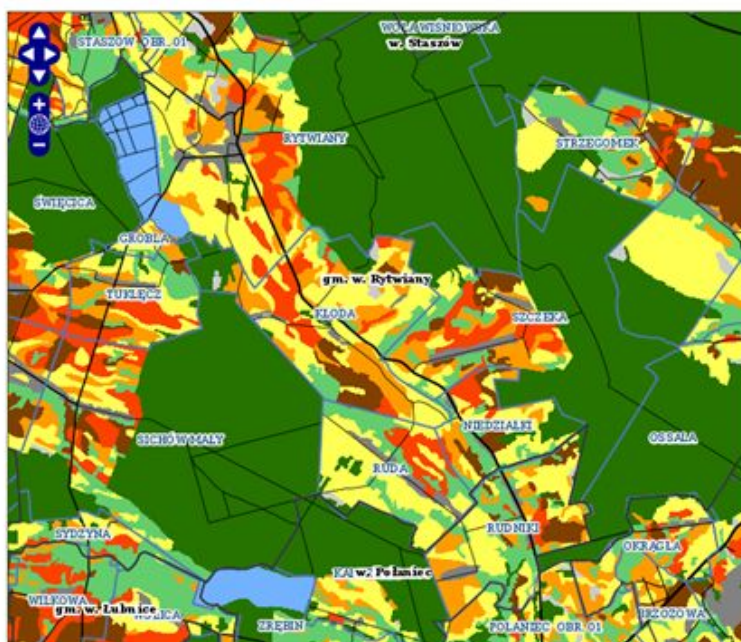 STASZÓW OBR.01
WOLA WIŚNIOWSKA
w. Staszów
RYTWIANY
STRZEGOMEK
ŚWIĘCICA
GROBLA
TUKLĘCZ
gm. w. Rytwiany
KŁODA
SZCZEKA
SICHÓW MAŁY
NIEDZIAŁKI
OSSALA
RUDA
RUDNIKI
SYDZYNA
OKRĄGŁA
w. Połaniec
WILKOWA
gm. w. Łubnice
ZRĘBIN
POŁANIEC OBR.01
BRZOZOWA